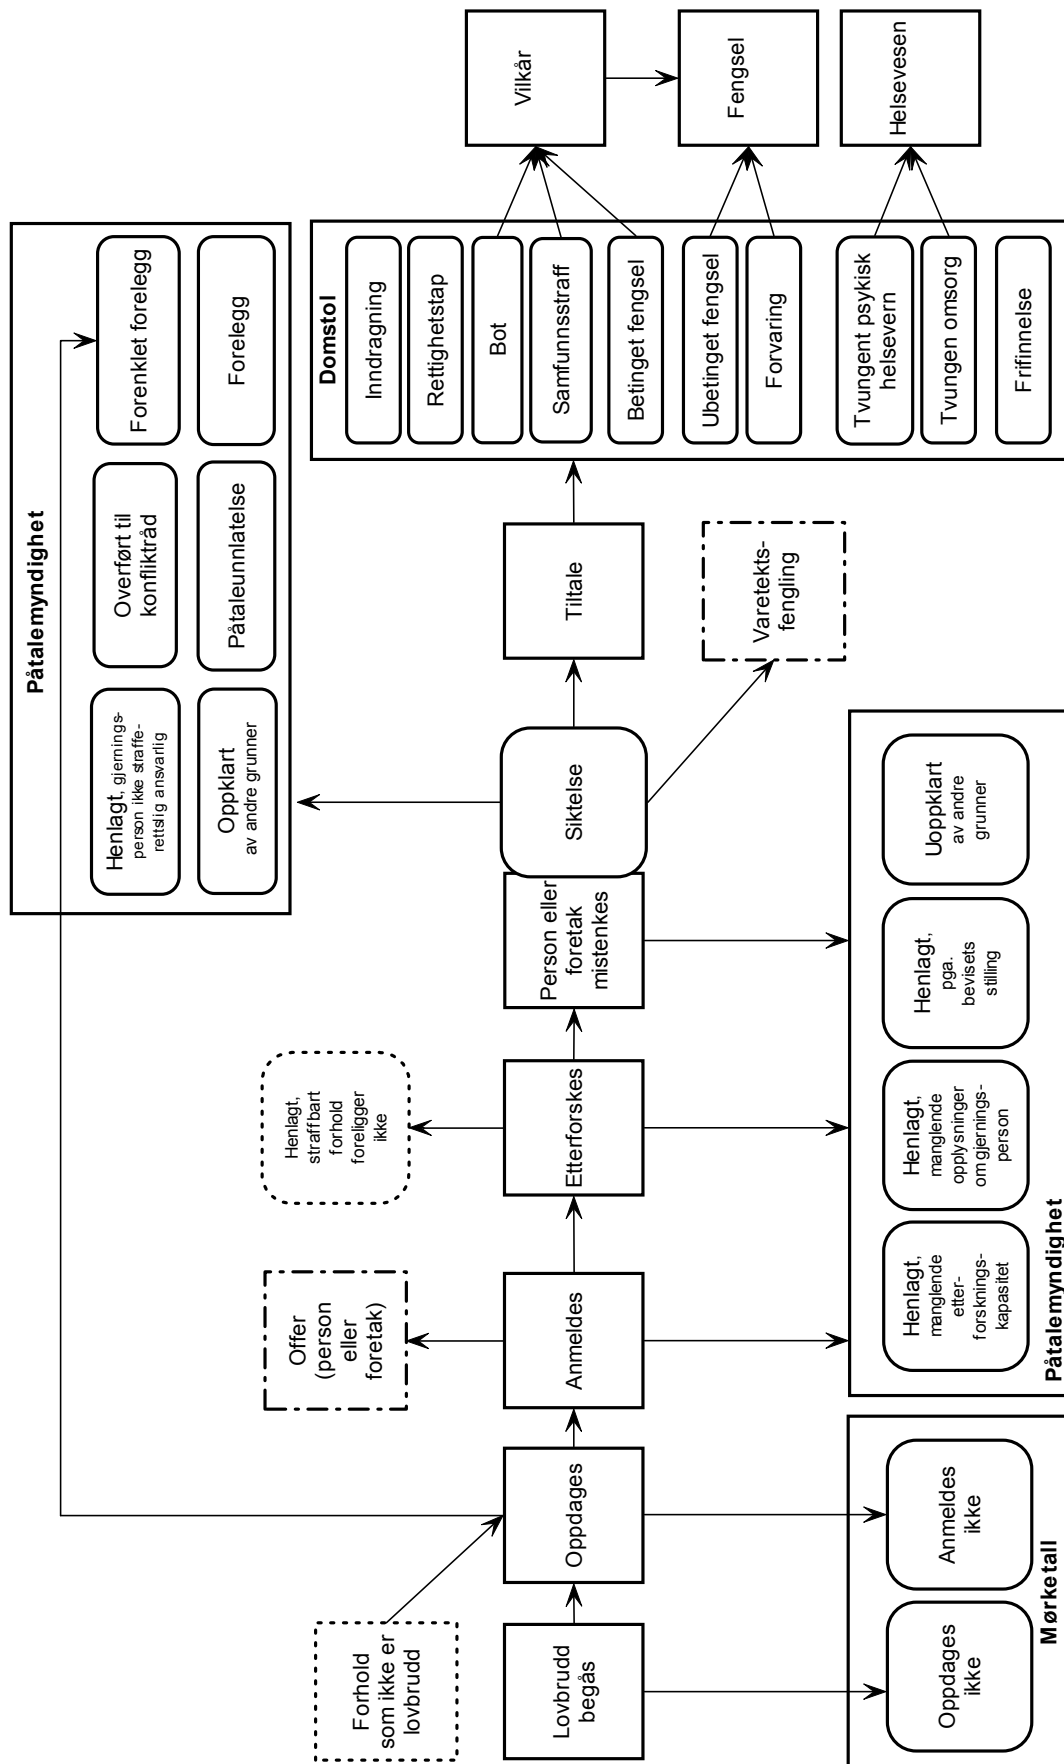 Påtalemyndighet
Henlagt, gjernings-
person ikke straffe-
rettslig ansvarlig
Overført til
konfliktråd
Forenklet forelegg
Oppklart
av andre grunner
Påtaleunnlatelse
Forelegg
Forhold
som ikke er
lovbrudd
Offer
(person
eller
foretak)
Henlagt,
straffbart
forhold
foreligger
ikke
Lovbrudd
begås
Oppdages
Anmeldes
Etterforskes
Person eller
foretak
mistenkes
Siktelse
Tiltale
Varetekts-
fengling
Domstol
Inndragning
Rettighetstap
Bot
Samfunnsstraff
Betinget fengsel
Ubetinget fengsel
Forvaring
Tvungent psykisk
helsevern
Tvungen omsorg
Frifinnelse
Vilkår
Fengsel
Helsevesen
Oppdages
ikke
Anmeldes
ikke
Mørketall
Henlagt,
manglende
etter-
forsknings-
kapasitet
Henlagt,
manglende
opplysninger
om gjernings-
person
Henlagt,
pga.
bevisets
stilling
Uoppklart
av andre
grunner
Påtalemyndighet